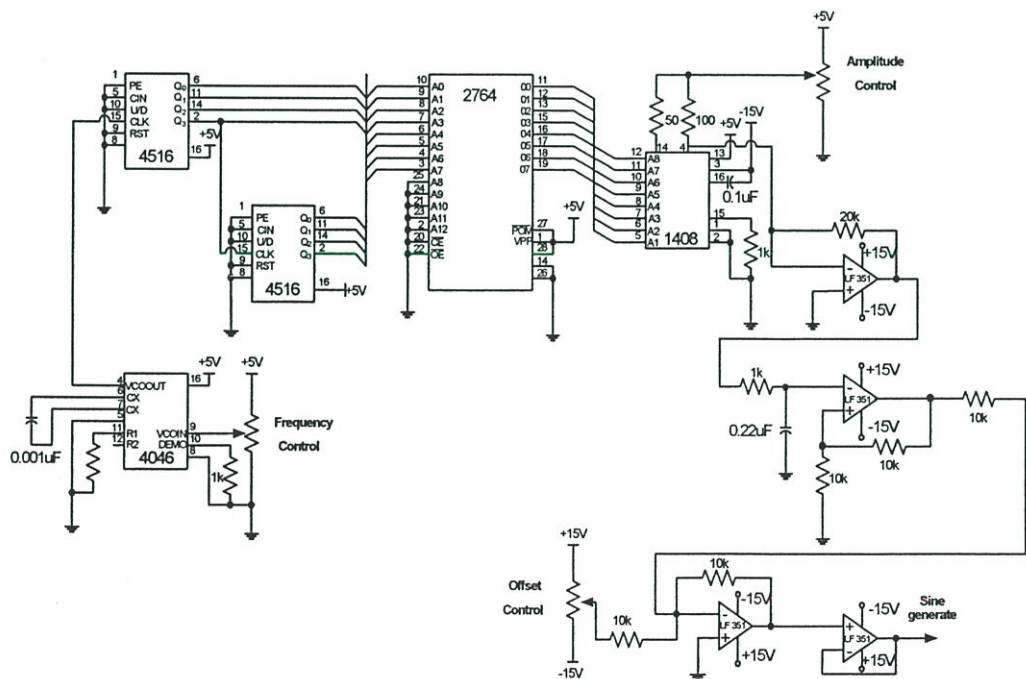 +5V
Amplitude
Control
1 PE Q0 6
5 CIN Q1 11
10 U/D Q2 14
15 CLK Q3 2
9 RST
8
16 +5V
4516
2764
10 A0 O0 11
9 A1 O1 12
8 A2 O2 13
7 A3 O3 15
6 A4 O4 16
5 A5 O5 17
4 A6 O6 18
3 A7 O7 19
25 A8
24 A9
21 A10
23 A11
2 A12
20 CE
22 OE
PGM 27
VPP 1
28
14
26
+5V
50 100
-15V
+5V
14 4
12 A8 13
11 A7 3
10 A6 16
9 A5
8 A4
7 A3 15
6 A2 1
5 A1 2
1408
0.1uF
1k
1 PE Q0 6
5 CIN Q1 11
10 U/D Q2 14
15 CLK Q3 2
9 RST
8
16 +5V
4516
20k
+15V
-
LF 351
+
-15V
4 VCOOUT 16
6 CX
7 CX
5
11 R1 VCOIN 9
12 R2 DEMO 10
8
4046
+5V
+5V
Frequency
Control
0.001uF
1k
1k
0.22uF
+15V
-
LF 351
+
-15V
10k
10k
10k
+15V
Offset
Control
-15V
10k
10k
-15V
-
LF 351
+
+15V
-15V
+
LF 351
-
+15V
Sine
generate